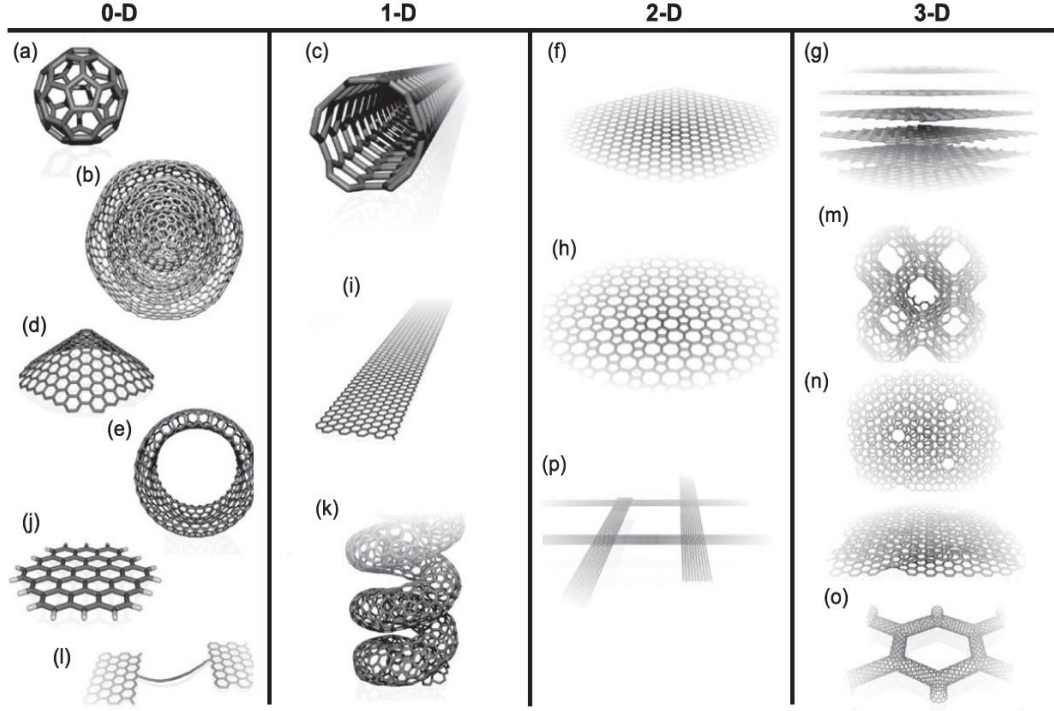 0-D 1-D 2-D 3-D
(a) (c) (f) (g)
(b)
(m)
(h)
(i)
(d)
(n)
(e)
(p)
(k)
(j)
(o)
(l)